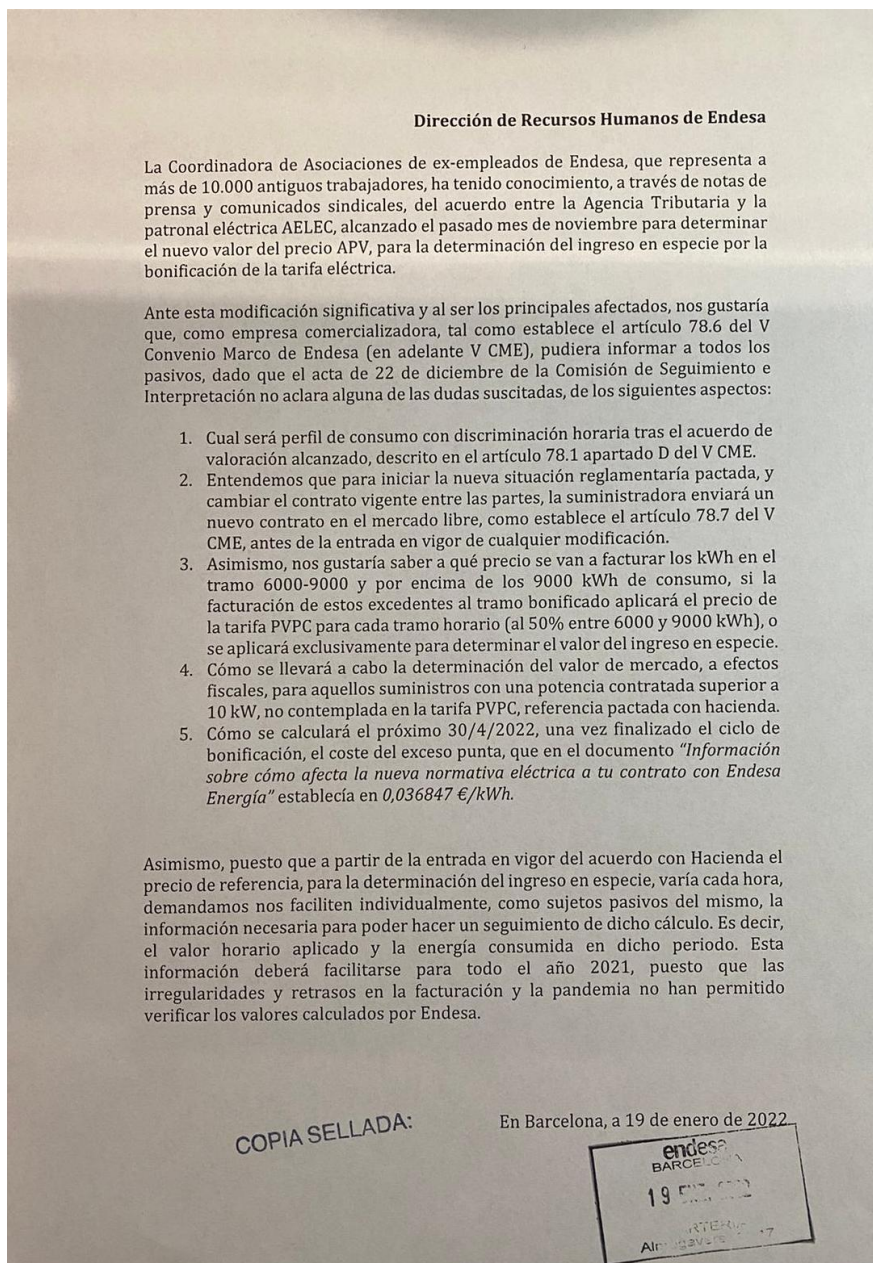 Dirección de Recursos Humanos de Endesa
La Coordinadora de Asociaciones de ex-empleados de Endesa, que representa a
más de 10.000 antiguos trabajadores, ha tenido conocimiento, a través de notas de
prensa y comunicados sindicales, del acuerdo entre la Agencia Tributaria y la
patronal eléctrica AELEC, alcanzado el pasado mes de noviembre para determinar
el nuevo valor del precio APV, para la determinación del ingreso en especie por la
bonificación de la tarifa eléctrica.
Ante esta modificación significativa y al ser los principales afectados, nos gustaría
que, como empresa comercializadora, tal como establece el artículo 78.6 del V
Convenio Marco de Endesa (en adelante V CME), pudiera informar a todos los
pasivos, dado que el acta de 22 de diciembre de la Comisión de Seguimiento e
Interpretación no aclara alguna de las dudas suscitadas, de los siguientes aspectos:
1. Cual será perfil de consumo con discriminación horaria tras el acuerdo de
valoración alcanzado, descrito en el artículo 78.1 apartado D del V CME.
2. Entendemos que para iniciar la nueva situación reglamentaría pactada, y
cambiar el contrato vigente entre las partes, la suministradora enviará un
nuevo contrato en el mercado libre, como establece el artículo 78.7 del V
CME, antes de la entrada en vigor de cualquier modificación.
3. Asimismo, nos gustaría saber a qué precio se van a facturar los kWh en el
tramo 6000-9000 y por encima de los 9000 kWh de consumo, si la
facturación de estos excedentes al tramo bonificado aplicará el precio de
la tarifa PVPC para cada tramo horario (al 50% entre 6000 y 9000 kWh), o
se aplicará exclusivamente para determinar el valor del ingreso en especie.
4. Cómo se llevará a cabo la determinación del valor de mercado, a efectos
fiscales, para aquellos suministros con una potencia contratada superior a
10 kW, no contemplada en la tarifa PVPC, referencia pactada con hacienda.
5. Cómo se calculará el próximo 30/4/2022, una vez finalizado el ciclo de
bonificación, el coste del exceso punta, que en el documento "Información
sobre cómo afecta la nueva normativa eléctrica a tu contrato con Endesa
Energía" establecía en 0,036847 €/kWh.
Asimismo, puesto que a partir de la entrada en vigor del acuerdo con Hacienda el
precio de referencia, para la determinación del ingreso en especie, varía cada hora,
demandamos nos faciliten individualmente, como sujetos pasivos del mismo, la
información necesaria para poder hacer un seguimiento de dicho cálculo. Es decir,
el valor horario aplicado y la energía consumida en dicho periodo. Esta
información deberá facilitarse para todo el año 2021, puesto que las
irregularidades y retrasos en la facturación y la pandemia no han permitido
verificar los valores calculados por Endesa.
En Barcelona, a 19 de enero de 2022
COPIA SELLADA:
endesa
19